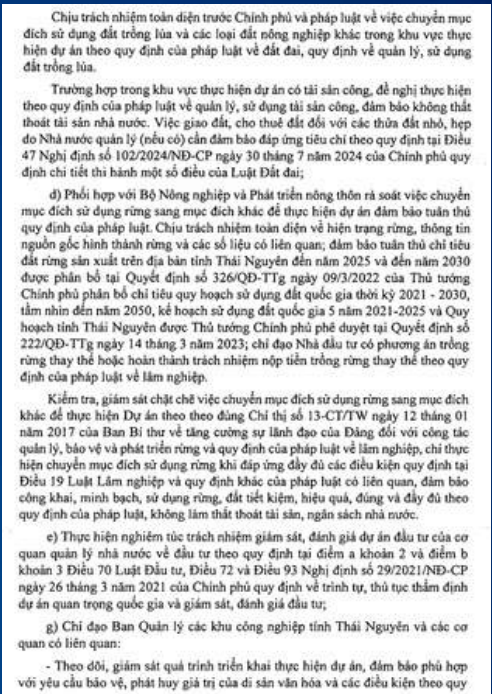 Chịu trách nhiệm toàn diện trước Chính phủ và pháp luật về việc chuyển mục
đích sử dụng đất trồng lúa và các loại đất nông nghiệp khác trong khu vực thực
hiện dự án theo quy định của pháp luật về đất đai, quy định về quản lý, sử dụng
đất trồng lúa.
Trường hợp trong khu vực thực hiện dự án có tài sản công, đề nghị thực hiện
theo quy định của pháp luật về quản lý, sử dụng tài sản công, đảm bảo không thất
thoát tài sản nhà nước. Việc giao đất, cho thuê đất đối với các thửa đất nhỏ, hẹp
do Nhà nước quản lý (nếu có) cần đảm bảo đáp ứng tiêu chí theo quy định tại Điều
47 Nghị định số 102/2024/NĐ-CP ngày 30 tháng 7 năm 2024 của Chính phủ quy
định chi tiết thi hành một số điều của Luật Đất đai;
d) Phối hợp với Bộ Nông nghiệp và Phát triển nông thôn rà soát việc chuyển
mục đích sử dụng rừng sang mục đích khác để thực hiện dự án đảm bảo tuân thủ
quy định của pháp luật. Chịu trách nhiệm toàn diện về hiện trạng rừng, thông tin
nguồn gốc hình thành rừng và các số liệu có liên quan; đảm bảo tuân thủ chỉ tiêu
đất rừng sản xuất trên địa bàn tỉnh Thái Nguyên đến năm 2025 và đến năm 2030
được phân bổ tại Quyết định số 326/QĐ-TTg ngày 09/3/2022 của Thủ tướng
Chính phủ phân bổ chỉ tiêu quy hoạch sử dụng đất quốc gia thời kỳ 2021 - 2030,
tầm nhìn đến năm 2050, kế hoạch sử dụng đất quốc gia 5 năm 2021-2025 và Quy
hoạch tỉnh Thái Nguyên được Thủ tướng Chính phủ phê duyệt tại Quyết định số
222/QĐ-TTg ngày 14 tháng 3 năm 2023; chỉ đạo Nhà đầu tư có phương án trồng
rừng thay thế hoặc hoàn thành trách nhiệm nộp tiền trồng rừng thay thế theo quy
định của pháp luật về lâm nghiệp.
Kiểm tra, giám sát chặt chẽ việc chuyển mục đích sử dụng rừng sang mục đích
khác để thực hiện Dự án theo theo đúng Chỉ thị số 13-CT/TW ngày 12 tháng 01
năm 2017 của Ban Bí thư về tăng cường sự lãnh đạo của Đảng đối với công tác
quản lý, bảo vệ và phát triển rừng và quy định của pháp luật về lâm nghiệp, chỉ thực
hiện chuyển mục đích sử dụng rừng khi đáp ứng đầy đủ các điều kiện quy định tại
Điều 19 Luật Lâm nghiệp và quy định khác của pháp luật có liên quan, đảm bảo
công khai, minh bạch, sử dụng rừng, đất tiết kiệm, hiệu quả, đúng và đầy đủ theo
quy định của pháp luật, không làm thất thoát tài sản, ngân sách nhà nước.
e) Thực hiện nghiêm túc trách nhiệm giám sát, đánh giá dự án đầu tư của cơ
quan quản lý nhà nước về đầu tư theo quy định tại điểm a khoản 2 và điểm b
khoản 3 Điều 70 Luật Đầu tư, Điều 72 và Điều 93 Nghị định số 29/2021/NĐ-CP
ngày 26 tháng 3 năm 2021 của Chính phủ quy định về trình tự, thủ tục thẩm định
dự án quan trọng quốc gia và giám sát, đánh giá đầu tư;
g) Chỉ đạo Ban Quản lý các khu công nghiệp tỉnh Thái Nguyên và các cơ
quan có liên quan:
- Theo dõi, giám sát quá trình triển khai thực hiện dự án, đảm bảo phù hợp
với yêu cầu bảo vệ, phát huy giá trị của di sản văn hóa và các điều kiện theo quy